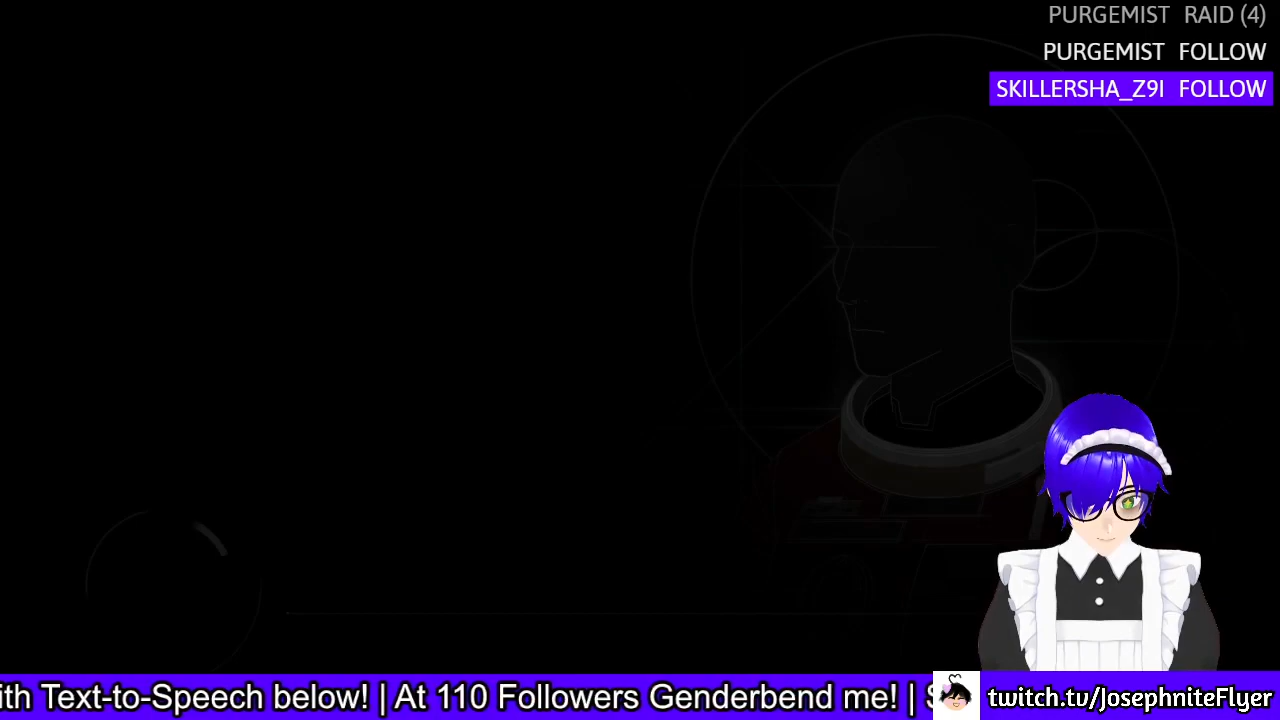 PURGEMIST RAID (4)
PURGEMIST FOLLOW
SKILLERSHA_Z9I FOLLOW
ith Text-to-Speech below! | At 110 Followers Genderbend me! | S
twitch.tv/JosephniteFlyer